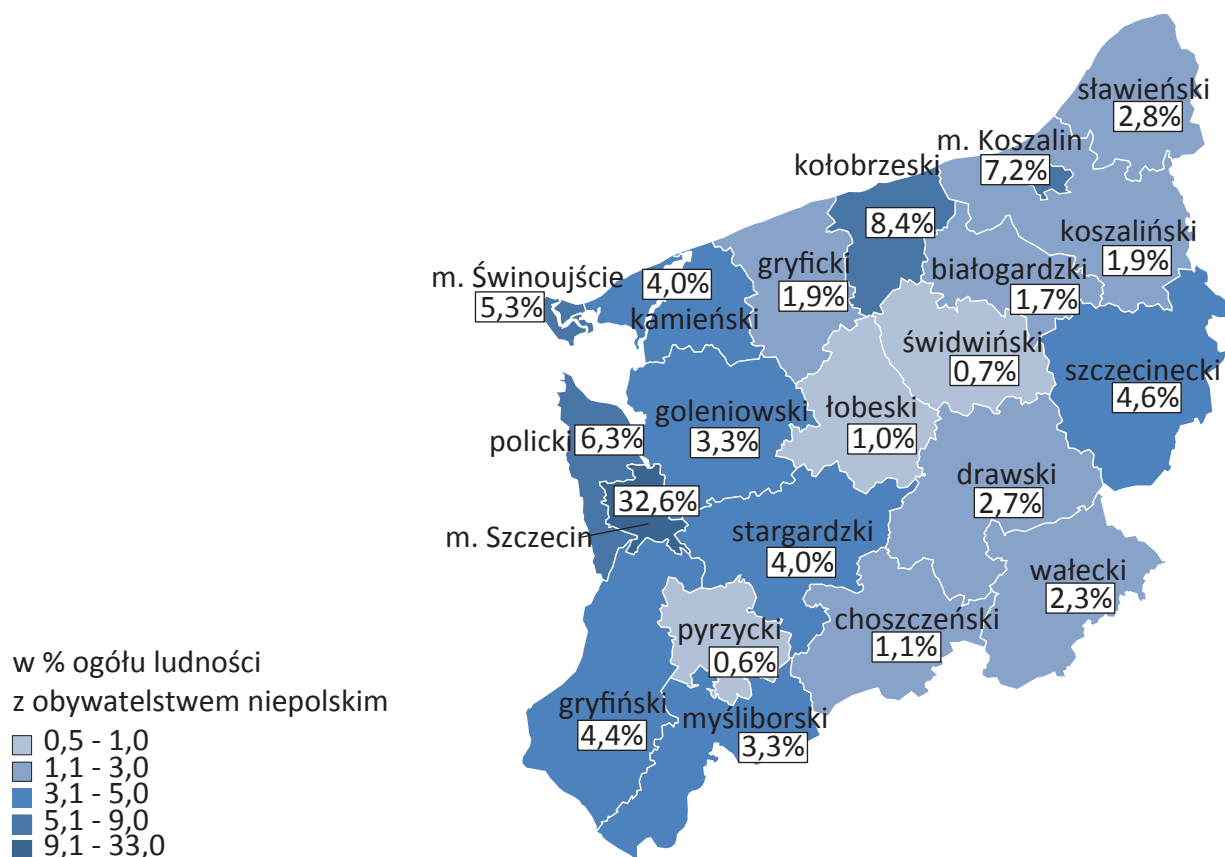 sławieński
2,8%
m. Koszalin
7,2%
kołobrzeski
8,4%
koszaliński
1,9%
gryficki
1,9%
białogardzki
1,7%
m. Świnoujście
5,3%
4,0%
kamieński
świdwiński
0,7%
szczecinecki
4,6%
goleniowski
3,3%
łobeski
1,0%
policki
6,3%
drawski
2,7%
32,6%
m. Szczecin
stargardzki
4,0%
wałecki
2,3%
choszczeński
1,1%
pyrzycki
0,6%
gryfiński
4,4%
myśliborski
3,3%
w % ogółu ludności
z obywatelstwem niepolskim
0,5 - 1,0
1,1 - 3,0
3,1 - 5,0
5,1 - 9,0
9,1 - 33,0